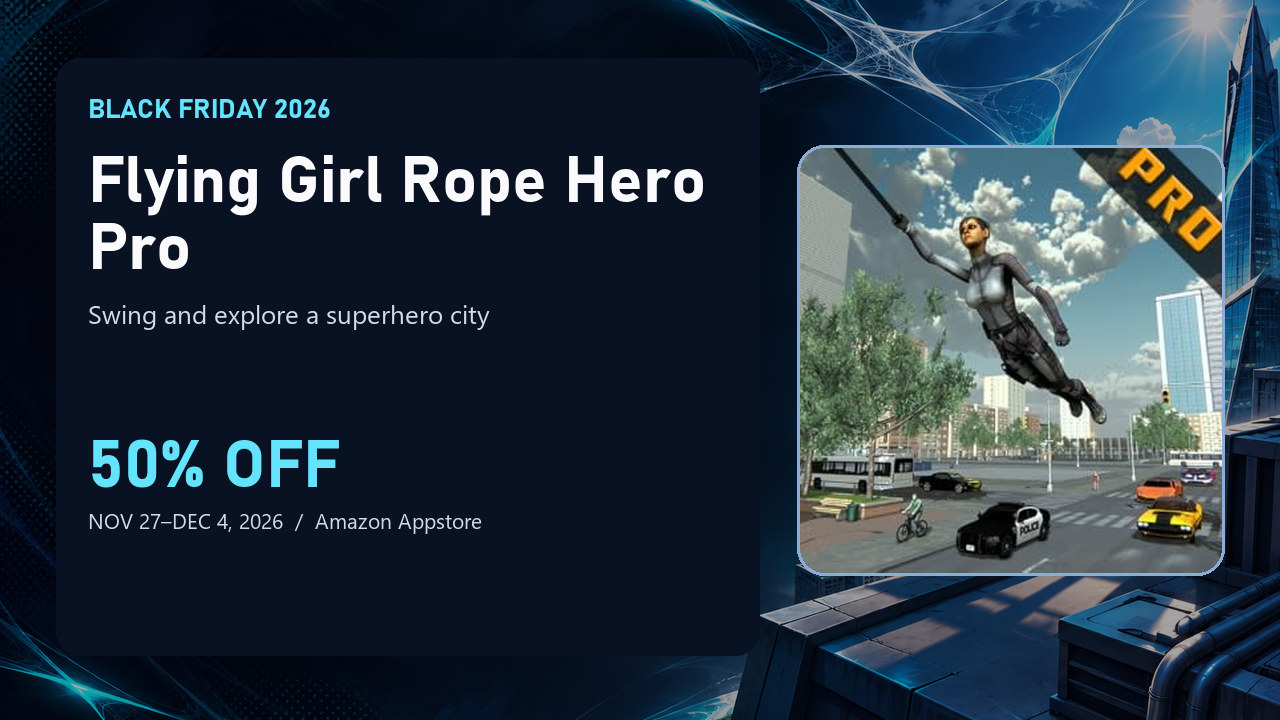 BLACK FRIDAY 2026
Flying Girl Rope Hero
Pro
Swing and explore a superhero city
50% OFF
NOV 27–DEC 4, 2026 / Amazon Appstore
PRO
POLICE